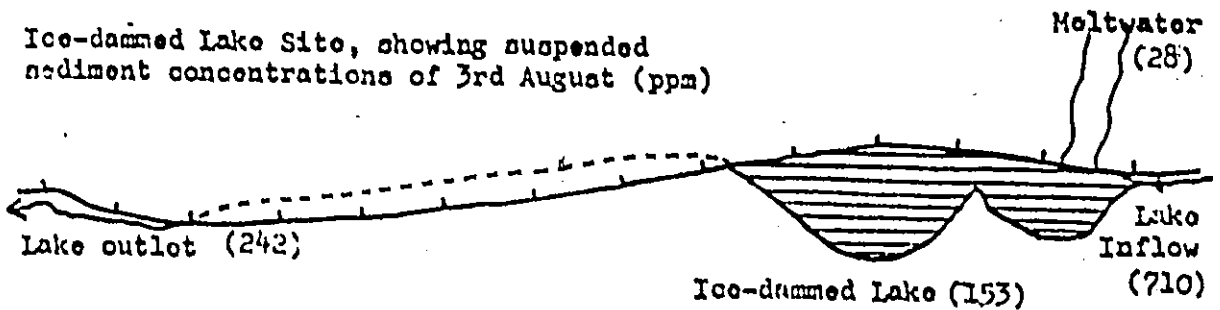 Ice-dammed Lake Site, showing suspended
sediment concentrations of 3rd August (ppm)
Meltwater
(28)
Lake outlet (242)
Lake
Inflow
(710)
Ice-dammed Lake (153)